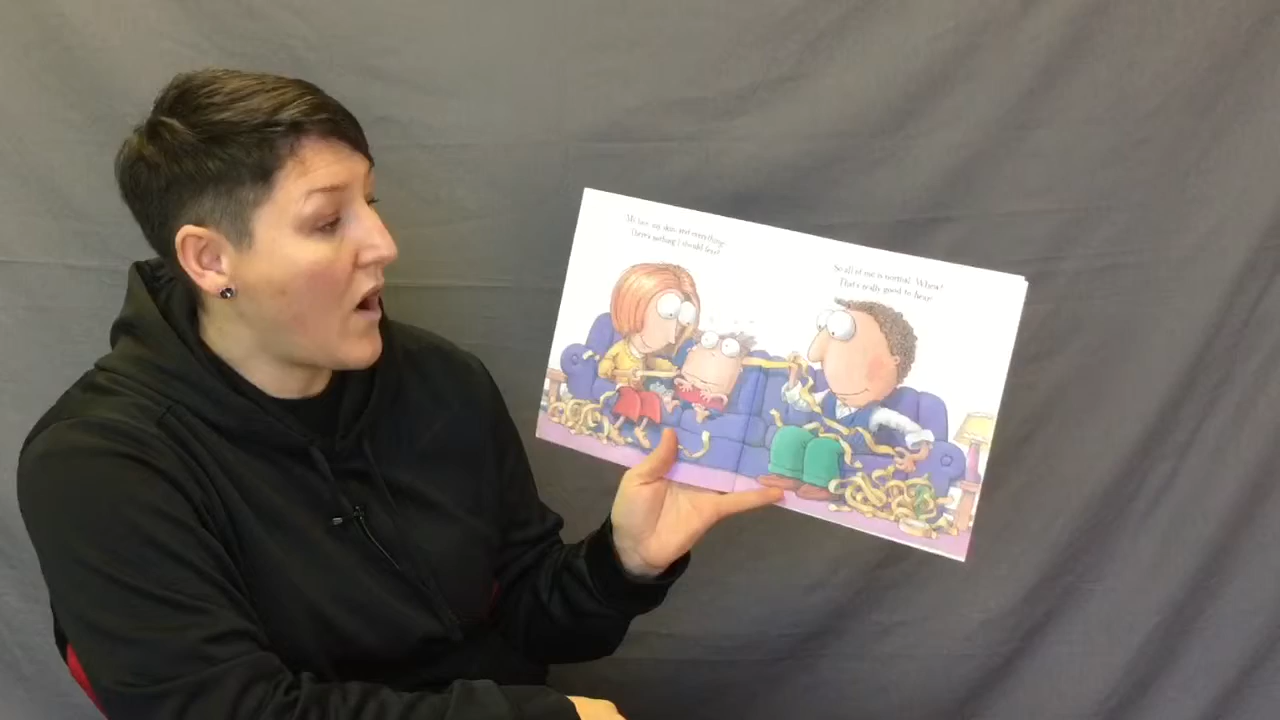 My hair, my skin, and everything.
There's nothing I should fear!
So all of me is normal. Whew!
That's really good to hear!